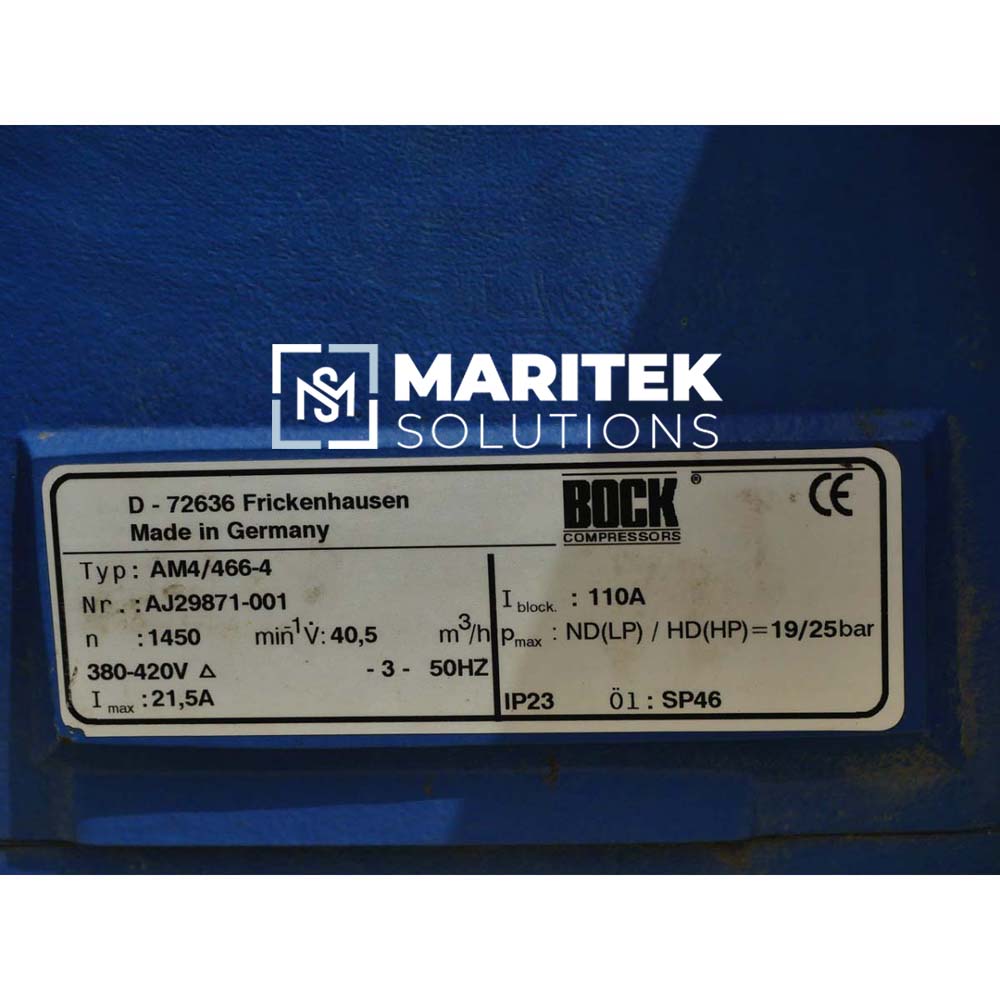 MARITEK
SOLUTIONS
D - 72636 Frickenhausen
Made in Germany
BOCK ®
COMPRESSORS
CE
Typ: AM4/466-4
Nr.: AJ29871-001
n : 1450 min⁻¹ V̇: 40,5 m³/h
380-420V Δ - 3 - 50HZ
I max : 21,5A
I block. : 110A
pmax : ND(LP) / HD(HP)= 19/25bar
IP23 Öl: SP46